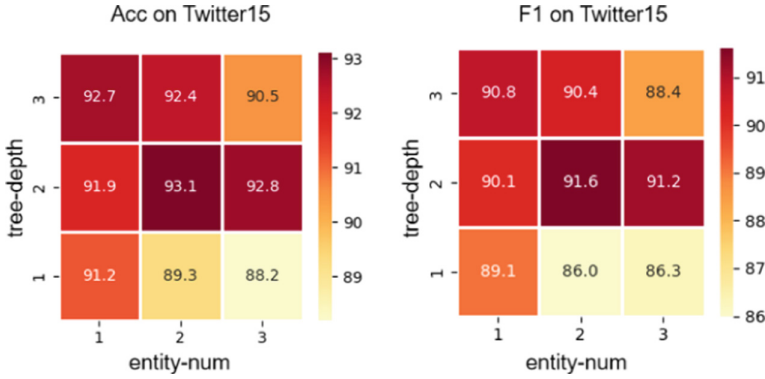 Acc on Twitter15
F1 on Twitter15
tree-depth
3
2
1
92.7 92.4 90.5
91.9 93.1 92.8
91.2 89.3 88.2
1 2 3
entity-num
93
92
91
90
89
tree-depth
3
2
1
90.8 90.4 88.4
90.1 91.6 91.2
89.1 86.0 86.3
1 2 3
entity-num
91
90
89
88
87
86